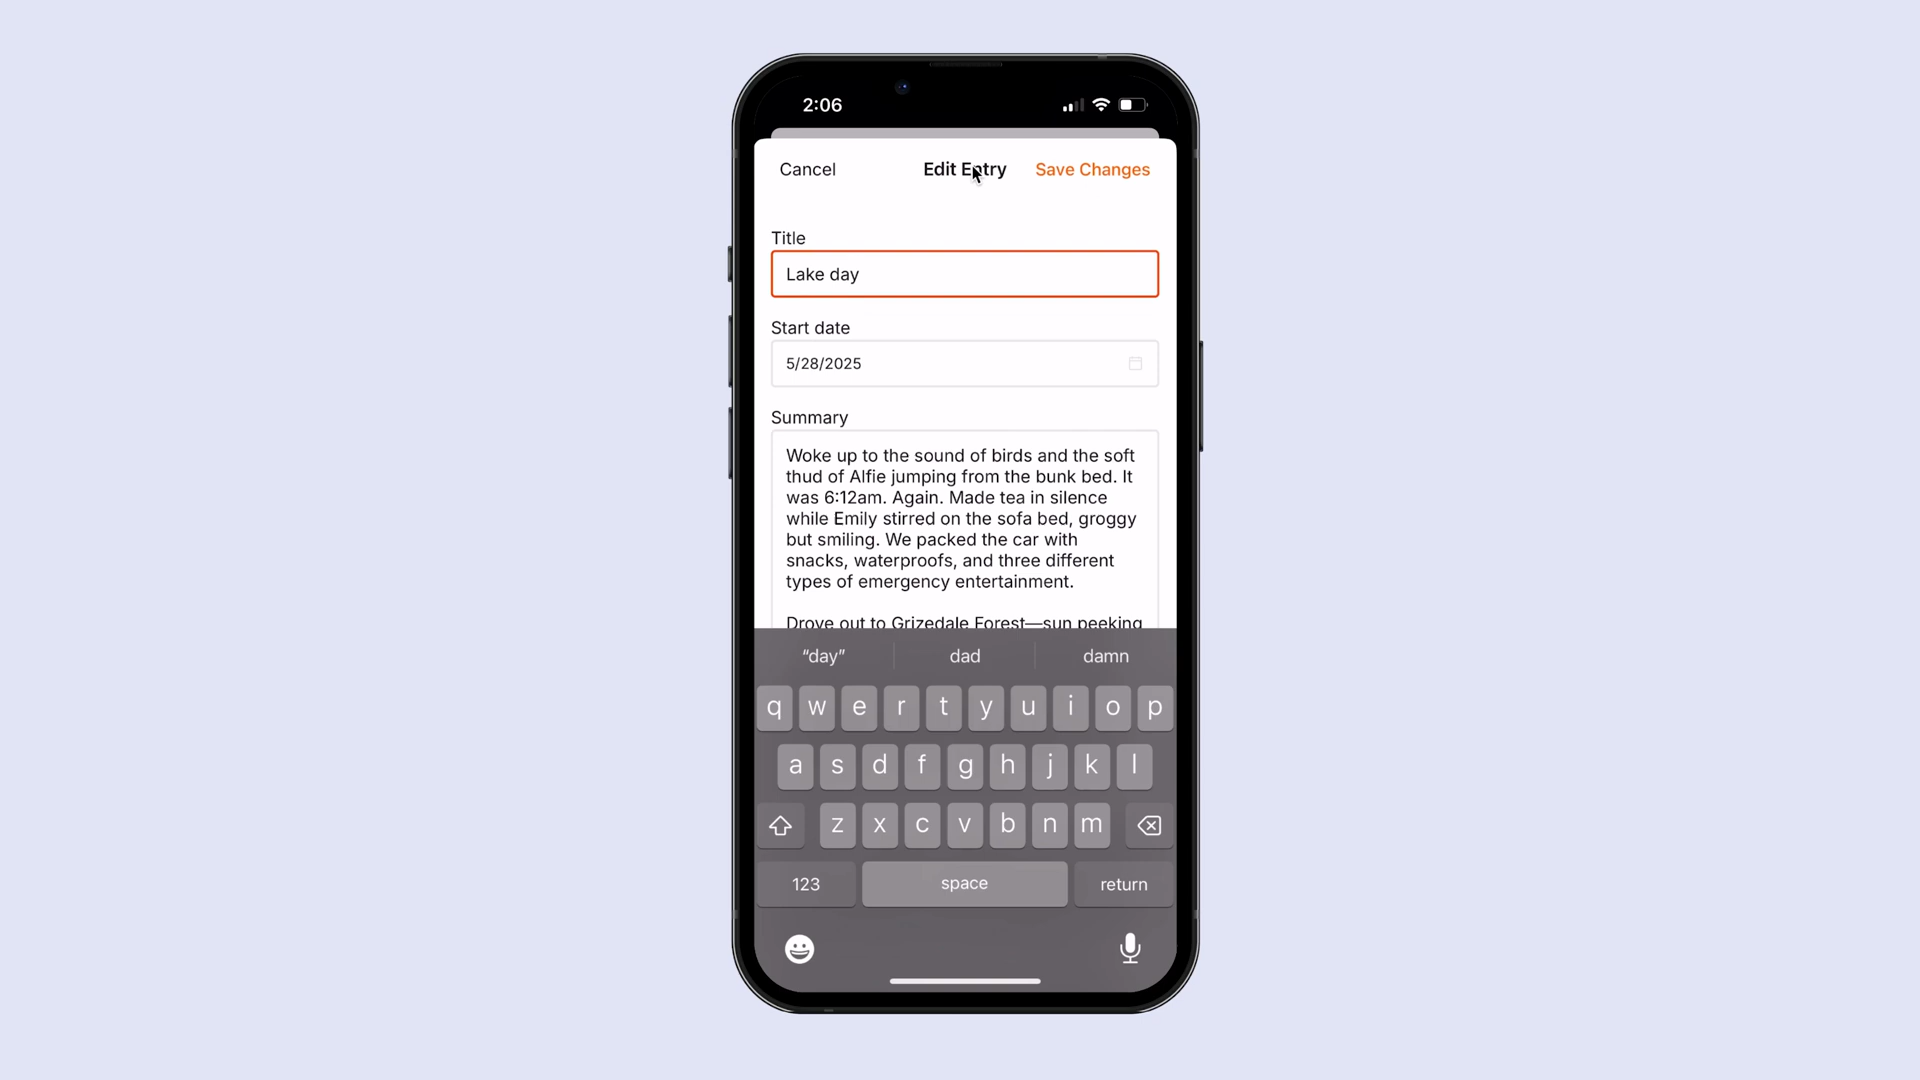 2:06
Cancel
Edit Entry
Save Changes
Title
Lake day
Start date
5/28/2025
Summary
Woke up to the sound of birds and the soft
thud of Alfie jumping from the bunk bed. It
was 6:12am. Again. Made tea in silence
while Emily stirred on the sofa bed, groggy
but smiling. We packed the car with
snacks, waterproofs, and three different
types of emergency entertainment.
Drove out to Grizedale Forest—sun peeking
“day”
dad
damn
q w e r t y u i o p
a s d f g h j k l
z x c v b n m
123
space
return